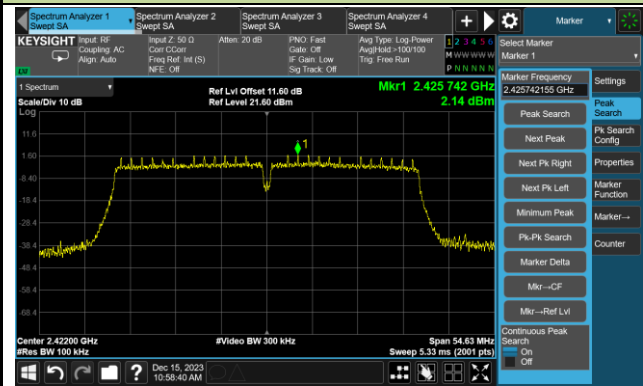 Spectrum Analyzer 1
Swept SA
Spectrum Analyzer 2
Swept SA
Spectrum Analyzer 3
Swept SA
Spectrum Analyzer 4
Swept SA
Marker
KEYSIGHT
Input: RF
Coupling: AC
Align: Auto
Input Z: 50 Ω
Corr CCorr
Freq Ref: Int (S)
NFE: Off
Atten: 20 dB
PNO: Fast
Gate: Off
IF Gain: Low
Sig Track: Off
Avg Type: Log-Power
Avg|Hold:>100/100
Trig: Free Run
1 2 3 4 5 6
M W W W W W
P N N N N N
Select Marker
Marker 1
1 Spectrum
Scale/Div 10 dB
Log
Ref Lvl Offset 11.60 dB
Ref Level 21.60 dBm
Mkr1 2.425 742 GHz
2.14 dBm
11.6
1.60
-8.40
-18.4
-28.4
-38.4
-48.4
-58.4
-68.4
1
Center 2.42200 GHz
#Res BW 100 kHz
#Video BW 300 kHz
Span 54.63 MHz
Sweep 5.33 ms (2001 pts)
Marker Frequency
2.425742155 GHz
Peak Search
Next Peak
Next Pk Right
Next Pk Left
Minimum Peak
Pk-Pk Search
Marker Delta
Mkr→CF
Mkr→Ref Lvl
Continuous Peak
Search
On
Off
Settings
Peak
Search
Pk Search
Config
Properties
Marker
Function
Marker→
Counter
Dec 15, 2023
10:58:40 AM